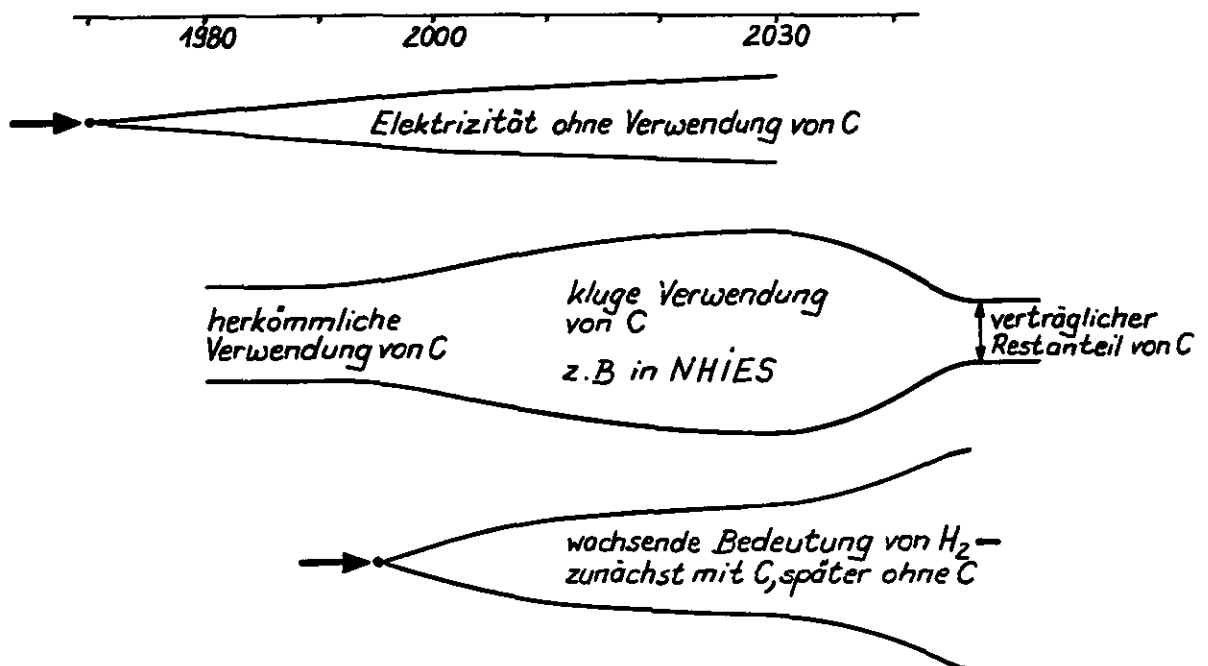 1980 2000 2030
Elektrizität ohne Verwendung von C
herkömmliche
Verwendung von C
kluge Verwendung
von C
z.B in NHiES
verträglicher
Restanteil von C
wachsende Bedeutung von H₂ –
zunächst mit C, später ohne C